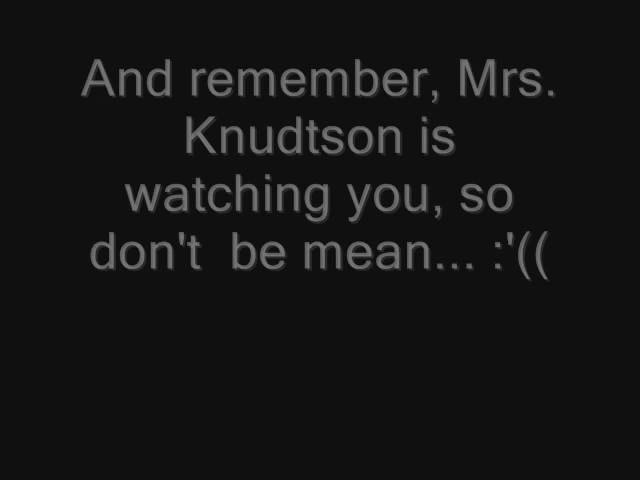 And remember, Mrs.
Knudtson is
watching you, so
don't  be mean... :'((